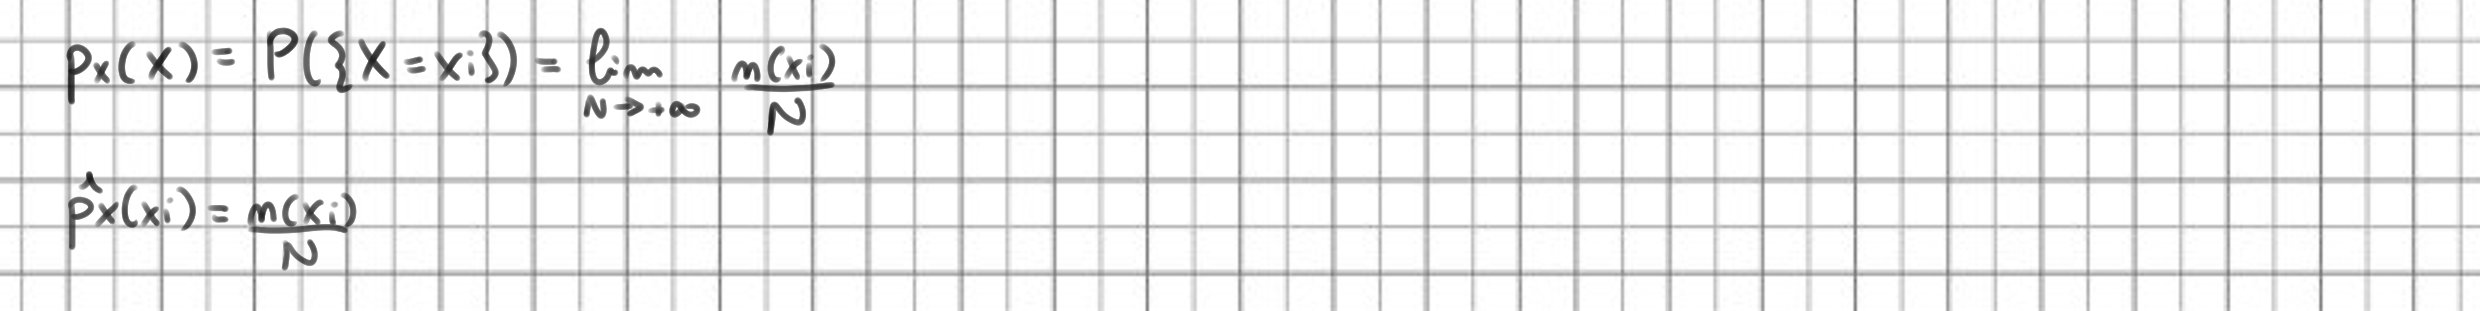 px(X) = P({X = xi}) = lim N→+∞ n(xi)/N
p̂x(xi) = n(xi)/N